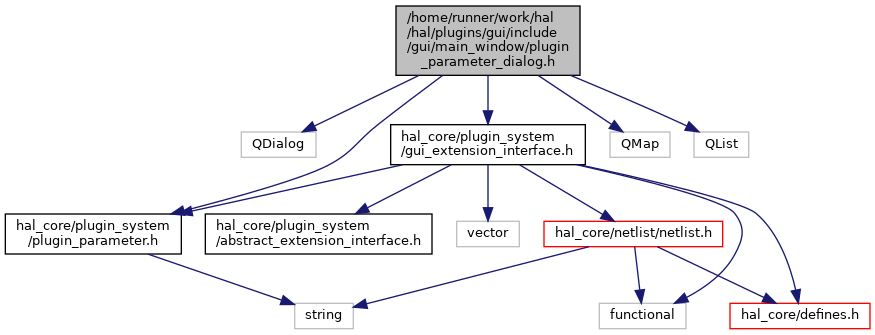 /home/runner/work/hal
/hal/plugins/gui/include
/gui/main_window/plugin
_parameter_dialog.h
QDialog
hal_core/plugin_system
/gui_extension_interface.h
QMap
QList
hal_core/plugin_system
/plugin_parameter.h
hal_core/plugin_system
/abstract_extension_interface.h
vector
hal_core/netlist/netlist.h
string
functional
hal_core/defines.h